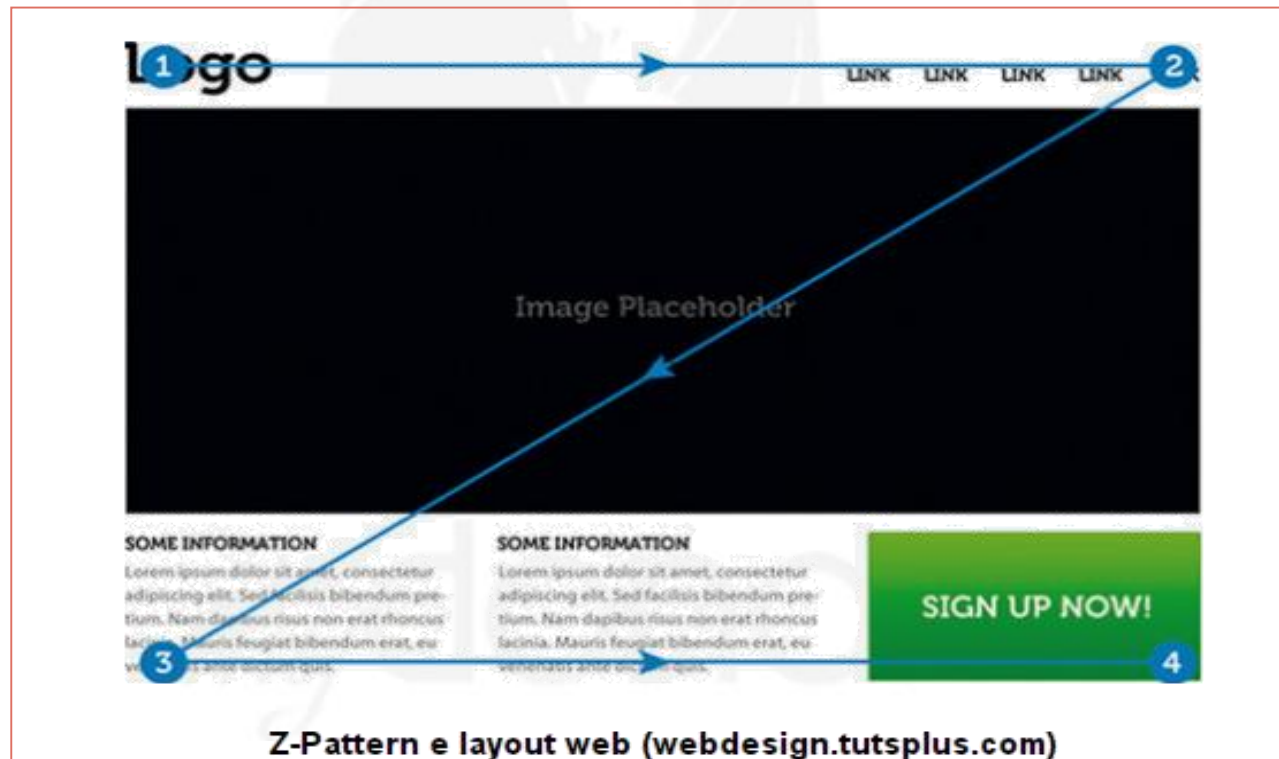 Logo
1
2
LINK LINK LINK LINK
Image Placeholder
SOME INFORMATION
Lorem ipsum dolor sit amet, consectetur
adipiscing elit. Sed facilisis bibendum pre-
tium. Nam dapibus risus non erat rhoncus
lacinia. Mauris feugiat bibendum erat, eu
venenatis ante dictum quis.
3
SOME INFORMATION
Lorem ipsum dolor sit amet, consectetur
adipiscing elit. Sed facilisis bibendum pre-
tium. Nam dapibus risus non erat rhoncus
lacinia. Mauris feugiat bibendum erat, eu
venenatis ante dictum quis.
SIGN UP NOW!
4
Z-Pattern e layout web (webdesign.tutsplus.com)